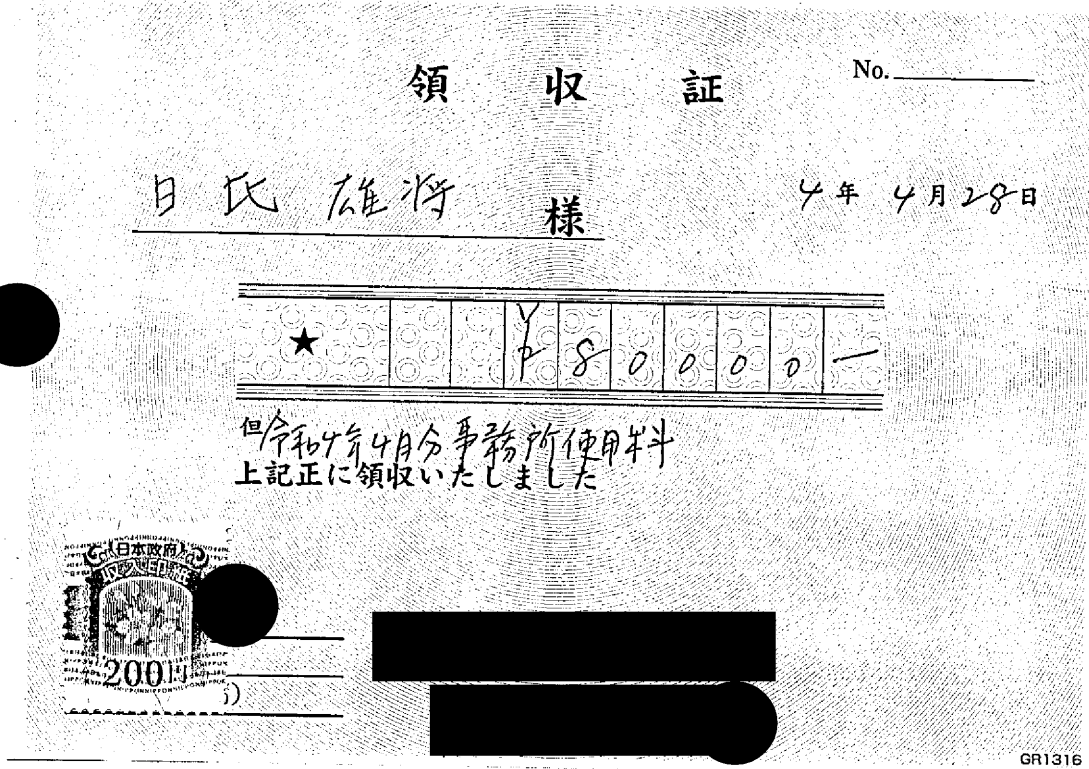 領収証
No.
日氏 雄将 様
4年 4月28日
★ ¥80000―
但 令和4年4月分事務所使用料
上記正に領収いたしました
日本政府
収入印紙
200円
GR1316